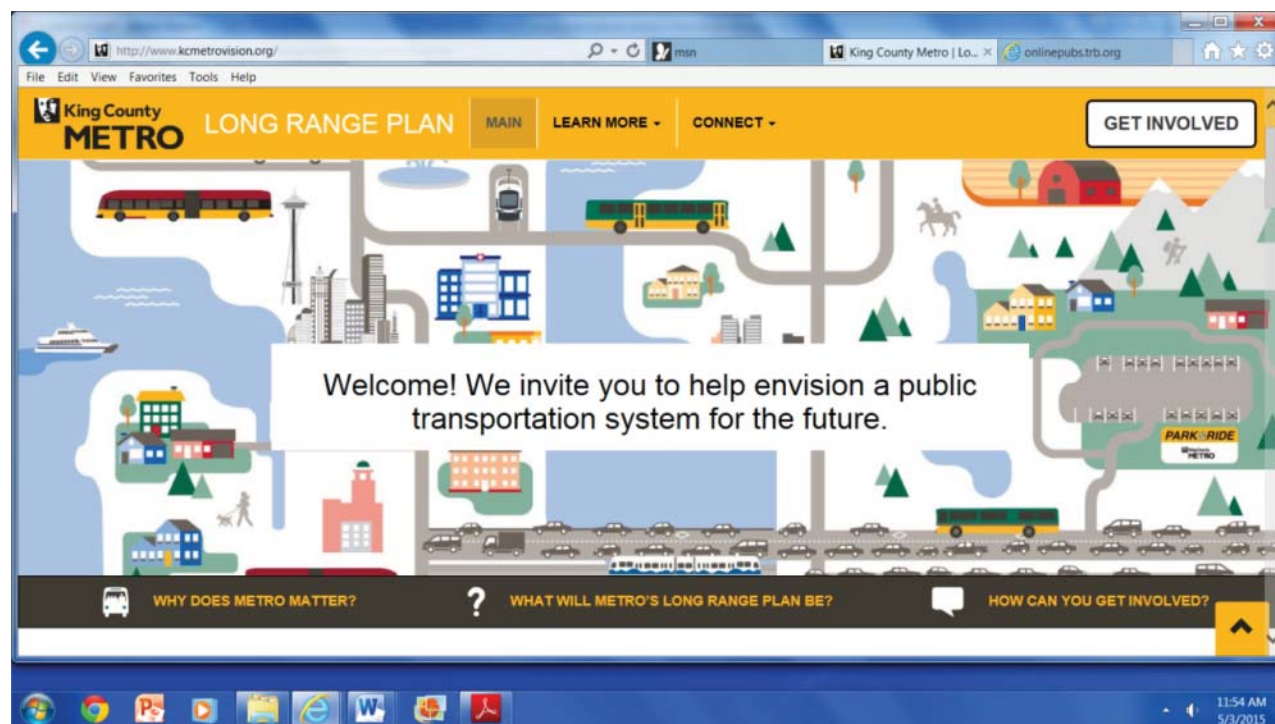 http://www.kcmetrovision.org/
msn
King County Metro | Lo...
onlinepubs.trb.org
File Edit View Favorites Tools Help
King County
METRO
LONG RANGE PLAN
MAIN
LEARN MORE
CONNECT
GET INVOLVED
Welcome! We invite you to help envision a public
transportation system for the future.
PARK & RIDE
King County
METRO
WHY DOES METRO MATTER?
? WHAT WILL METRO'S LONG RANGE PLAN BE?
HOW CAN YOU GET INVOLVED?
11:54 AM
5/3/2015